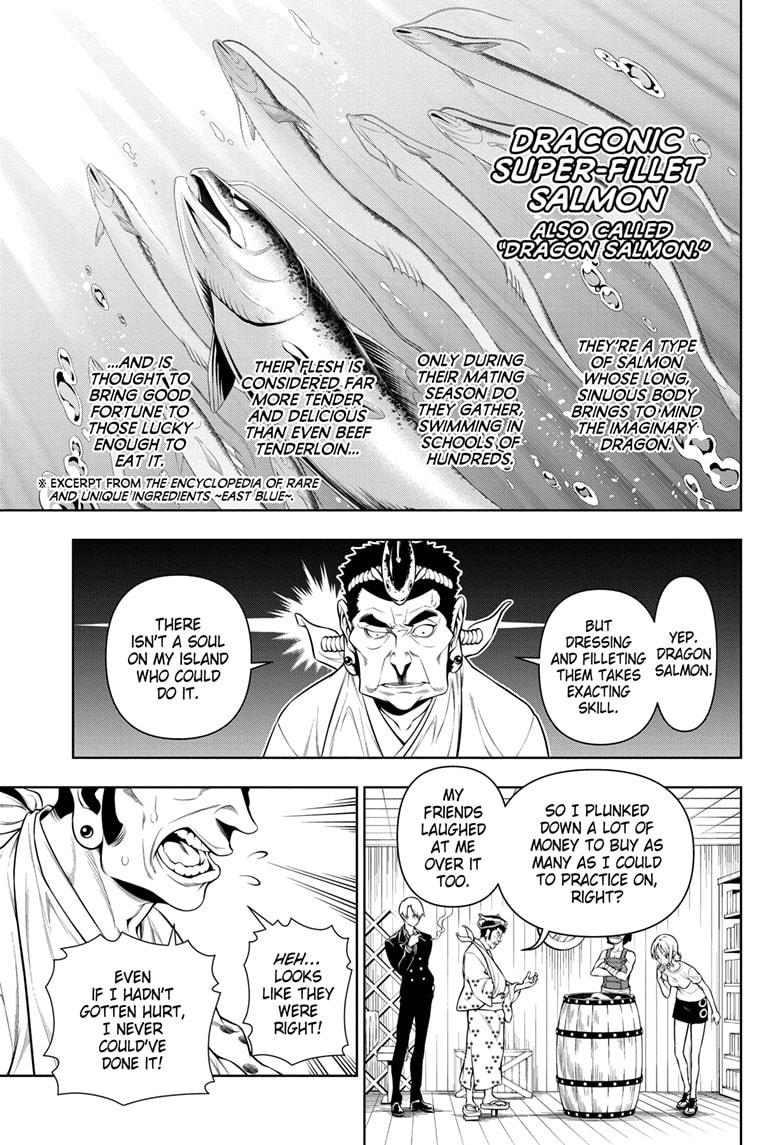 DRACONIC
SUPER-FILLET
SALMON
ALSO CALLED
"DRAGON SALMON."
THEY'RE A TYPE
OF SALMON
WHOSE LONG,
SINUOUS BODY
BRINGS TO MIND
THE IMAGINARY
DRAGON.
ONLY DURING
THEIR MATING
SEASON DO
THEY GATHER,
SWIMMING IN
SCHOOLS OF
HUNDREDS.
THEIR FLESH IS
CONSIDERED FAR
MORE TENDER
AND DELICIOUS
THAN EVEN BEEF
TENDERLOIN...
...AND IS
THOUGHT TO
BRING GOOD
FORTUNE TO
THOSE LUCKY
ENOUGH TO
EAT IT.
※ EXCERPT FROM THE ENCYCLOPEDIA OF RARE
AND UNIQUE INGREDIENTS ~EAST BLUE~.
YEP.
DRAGON
SALMON.
BUT
DRESSING
AND FILLETING
THEM TAKES
EXACTING
SKILL.
THERE
ISN'T A SOUL
ON MY ISLAND
WHO COULD
DO IT.
SO I PLUNKED
DOWN A LOT OF
MONEY TO BUY AS
MANY AS I COULD
TO PRACTICE ON,
RIGHT?
MY
FRIENDS
LAUGHED
AT ME
OVER IT
TOO.
HEH...
LOOKS
LIKE THEY
WERE
RIGHT!
EVEN
IF I HADN'T
GOTTEN HURT,
I NEVER
COULD'VE
DONE IT!